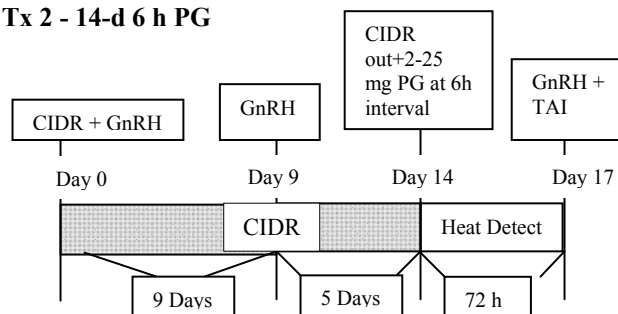 Tx 2 - 14-d 6 h PG
CIDR + GnRH
GnRH
CIDR
out+2-25
mg PG at 6h
interval
GnRH +
TAI
Day 0
Day 9
Day 14
Day 17
CIDR
Heat Detect
9 Days
5 Days
72 h